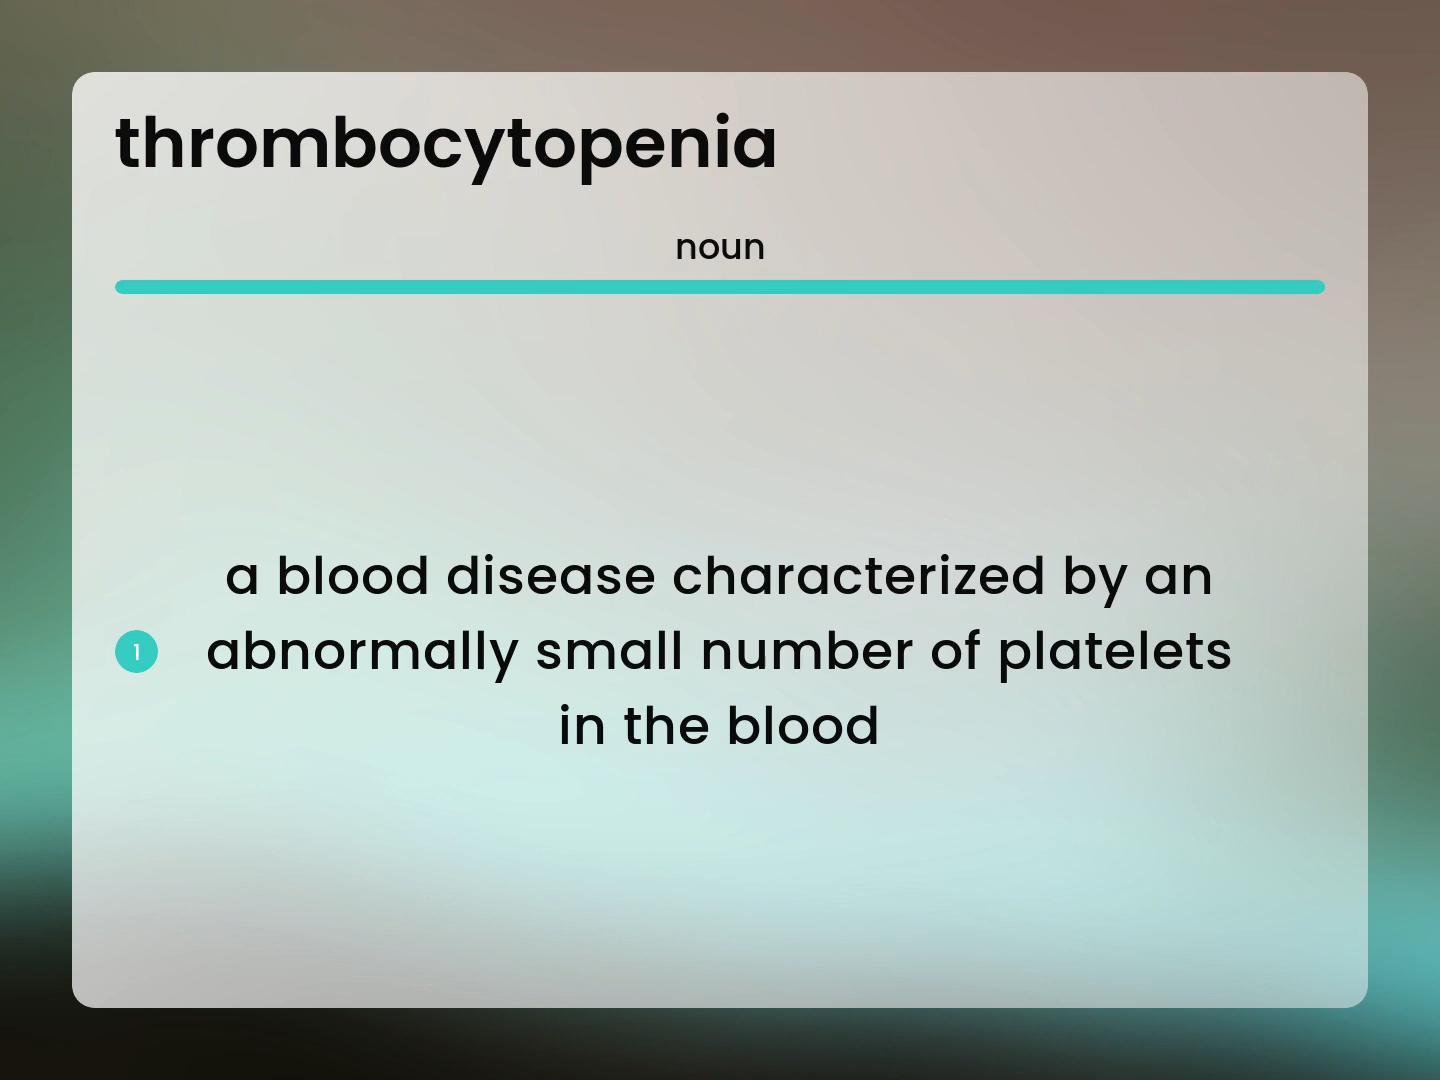 thrombocytopenia
noun
a blood disease characterized by an
1 abnormally small number of platelets
in the blood